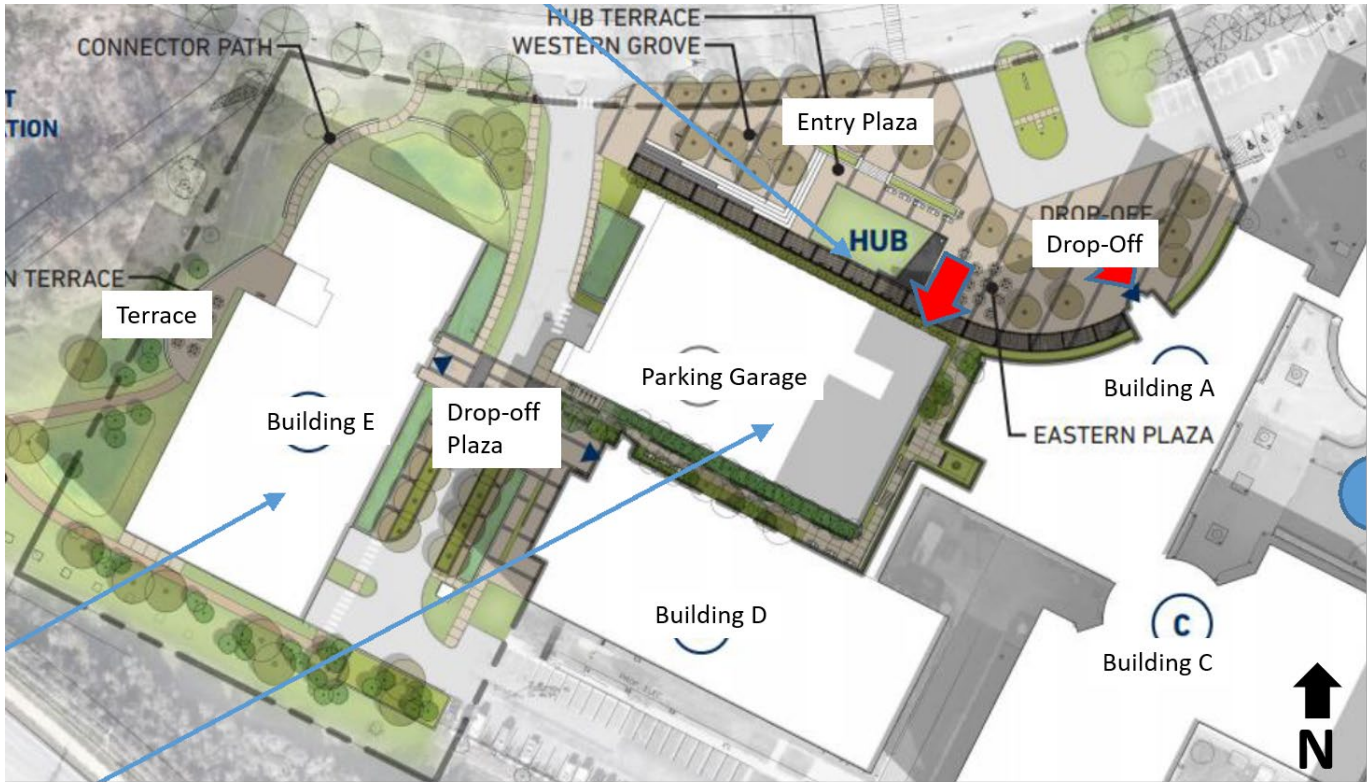 HUB TERRACE
CONNECTOR PATH
WESTERN GROVE
T
TION
Entry Plaza
DROP-OFF
HUB
Drop-Off
N TERRACE
Terrace
Parking Garage
Building A
Building E
Drop-off
Plaza
EASTERN PLAZA
Building D
C
Building C
N